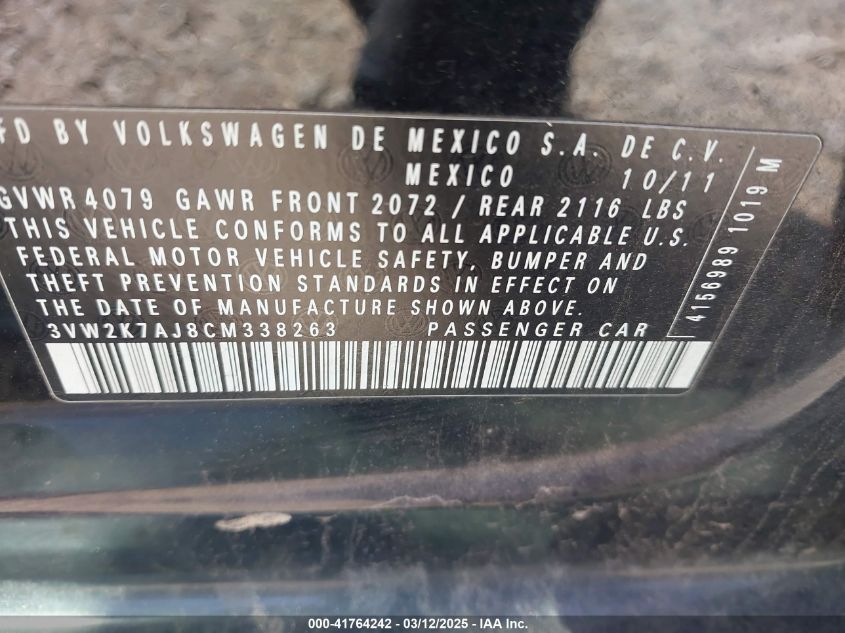 FD BY VOLKSWAGEN DE MEXICO S.A. DE C.V.
MEXICO 10/11
GVWR 4079 GAWR FRONT 2072 / REAR 2116 LBS
THIS VEHICLE CONFORMS TO ALL APPLICABLE U.S.
FEDERAL MOTOR VEHICLE SAFETY, BUMPER AND
THEFT PREVENTION STANDARDS IN EFFECT ON
THE DATE OF MANUFACTURE SHOWN ABOVE.
3VW2K7AJ8CM338263 PASSENGER CAR
4156989 1019 M
000-41764242 - 03/12/2025 - IAA Inc.